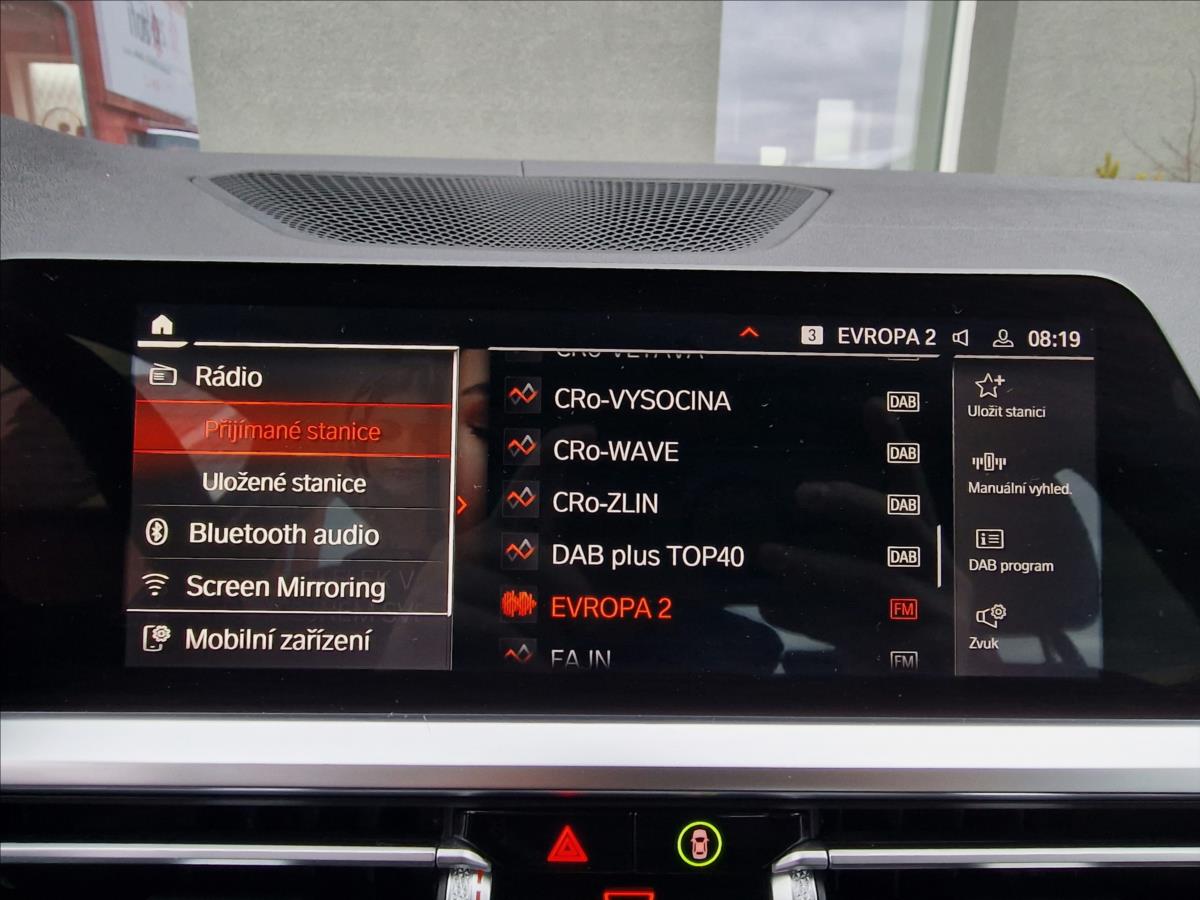 3 EVROPA 2 08:19
Rádio
Přijímané stanice
Uložené stanice
Bluetooth audio
Screen Mirroring
Mobilní zařízení
CRo-VYSOCINA DAB
CRo-WAVE DAB
CRo-ZLIN DAB
DAB plus TOP40 DAB
EVROPA 2 FM
FAJN FM
Uložit stanici
Manuální vyhled.
DAB program
Zvuk